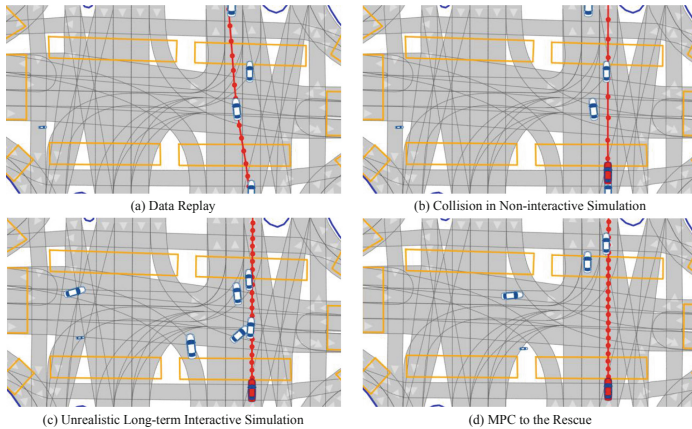 (a) Data Replay
(b) Collision in Non-interactive Simulation
(c) Unrealistic Long-term Interactive Simulation
(d) MPC to the Rescue